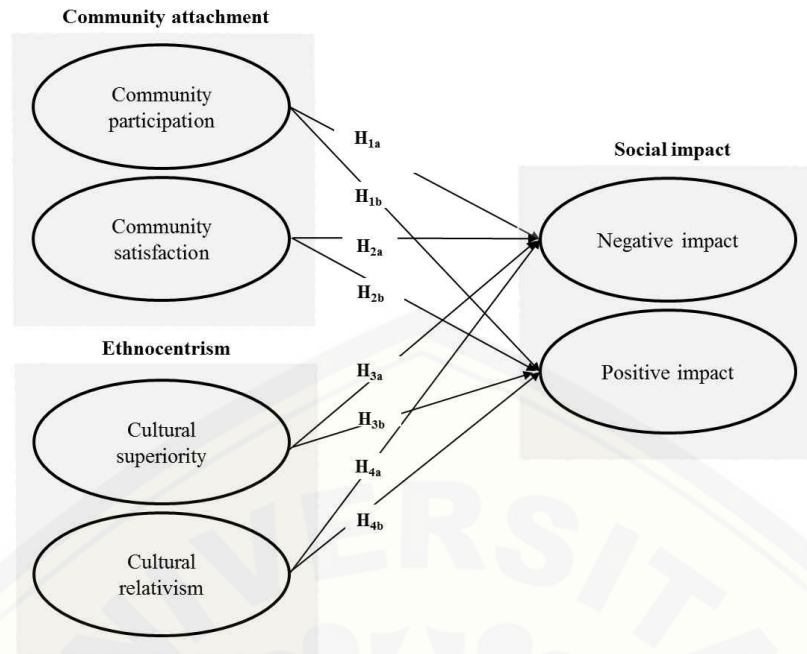 Community attachment
Community
participation
Community
satisfaction
Ethnocentrism
Cultural
superiority
Cultural
relativism
H1a
H1b
H2a
H2b
H3a
H3b
H4a
H4b
Social impact
Negative impact
Positive impact
UNIVERSITA